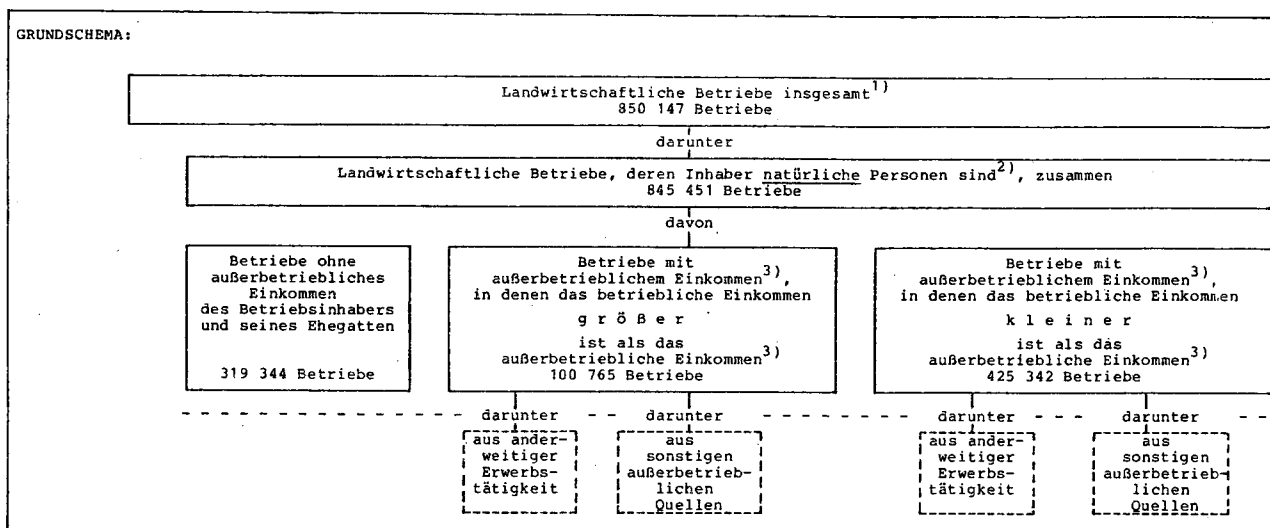 GRUNDSCHEMA:
Landwirtschaftliche Betriebe insgesamt1)
850 147 Betriebe
darunter
Landwirtschaftliche Betriebe, deren Inhaber natürliche Personen sind2), zusammen
845 451 Betriebe
davon
Betriebe ohne
außerbetriebliches
Einkommen
des Betriebsinhabers
und seines Ehegatten
319 344 Betriebe
Betriebe mit
außerbetrieblichem Einkommen3),
in denen das betriebliche Einkommen
g r ö ß e r
ist als das
außerbetriebliche Einkommen3)
100 765 Betriebe
Betriebe mit
außerbetrieblichem Einkommen3),
in denen das betriebliche Einkommen
k l e i n e r
ist als das
außerbetriebliche Einkommen3)
425 342 Betriebe
darunter
darunter
darunter
darunter
aus ander-
weitiger
Erwerbs-
tätigkeit
aus
sonstigen
außerbetrieb-
lichen
Quellen
aus ander-
weitiger
Erwerbs-
tätigkeit
aus
sonstigen
außerbetrieb-
lichen
Quellen